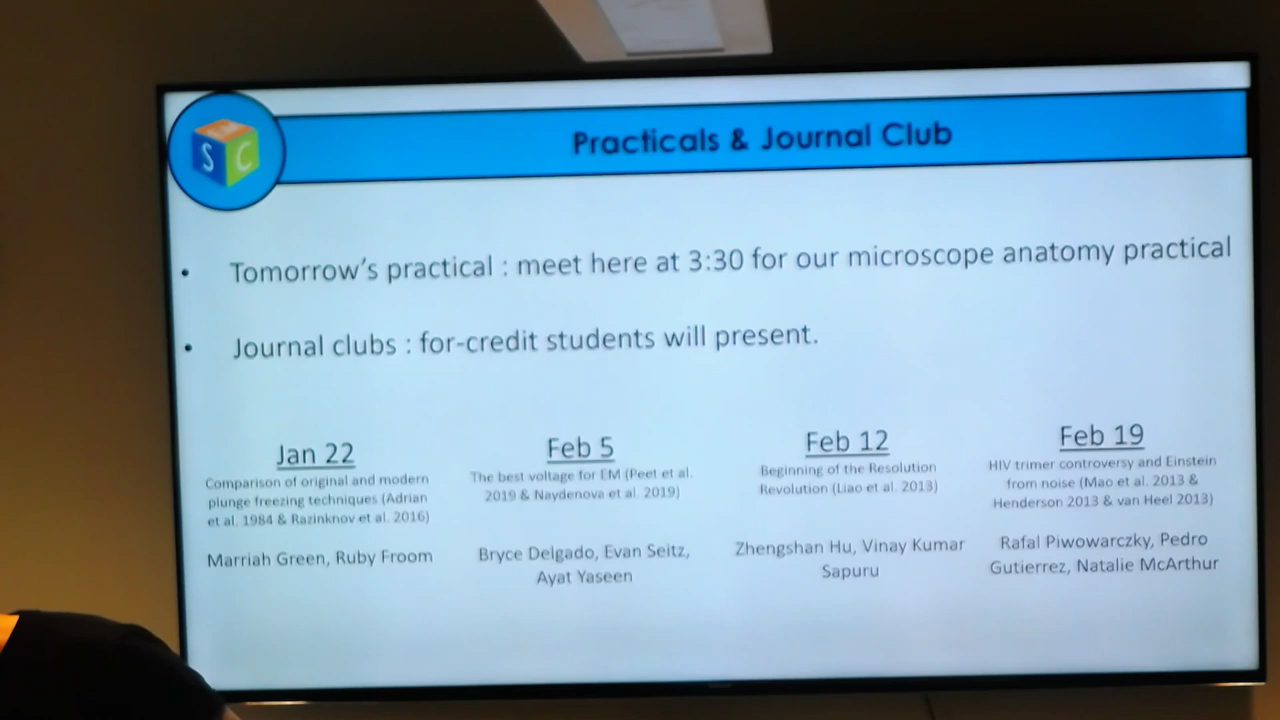 S C
Practicals & Journal Club
• Tomorrow's practical : meet here at 3:30 for our microscope anatomy practical
• Journal clubs : for-credit students will present.
Jan 22
Comparison of original and modern
plunge freezing techniques (Adrian
et al. 1984 & Razinknov et al. 2016)
Marriah Green, Ruby Froom
Feb 5
The best voltage for EM (Peet et al.
2019 & Naydenova et al. 2019)
Bryce Delgado, Evan Seitz,
Ayat Yaseen
Feb 12
Beginning of the Resolution
Revolution (Liao et al. 2013)
Zhengshan Hu, Vinay Kumar
Sapuru
Feb 19
HIV trimer controversy and Einstein
from noise (Mao et al. 2013 &
Henderson 2013 & van Heel 2013)
Rafal Piwowarczky, Pedro
Gutierrez, Natalie McArthur